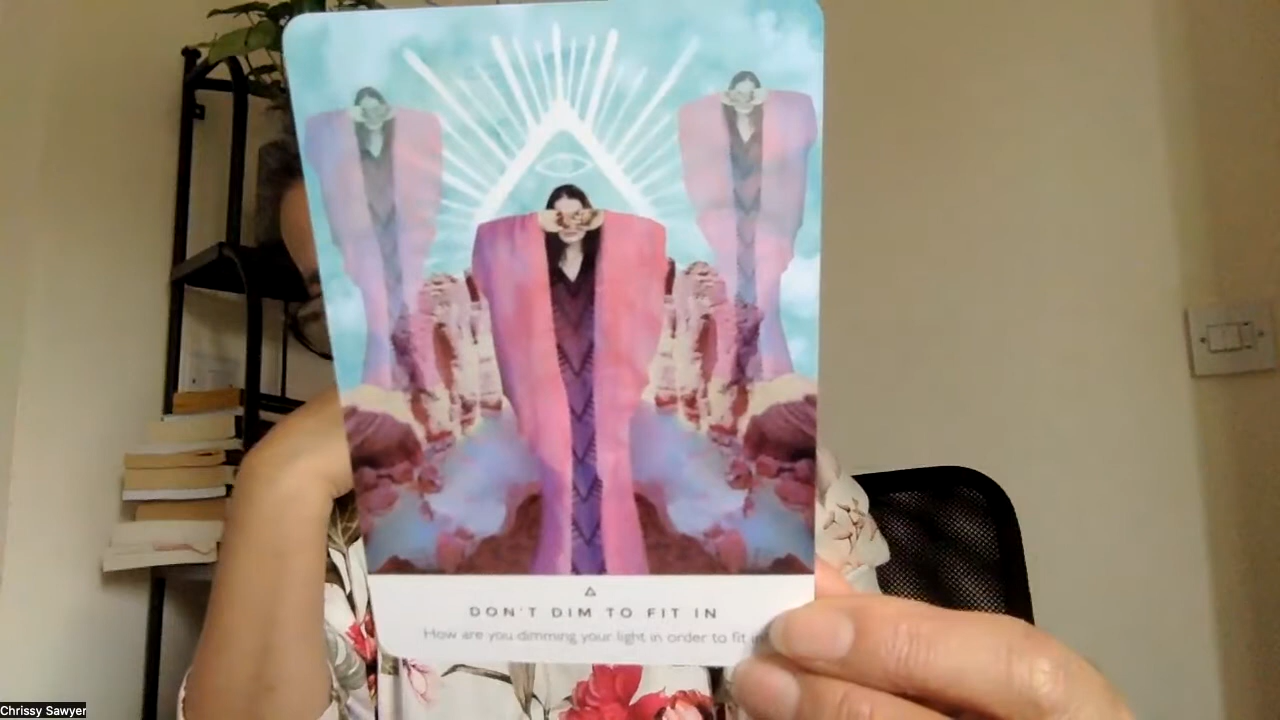 DON'T DIM TO FIT IN
How are you dimming your light in order to fit
Chrissy Sawyer